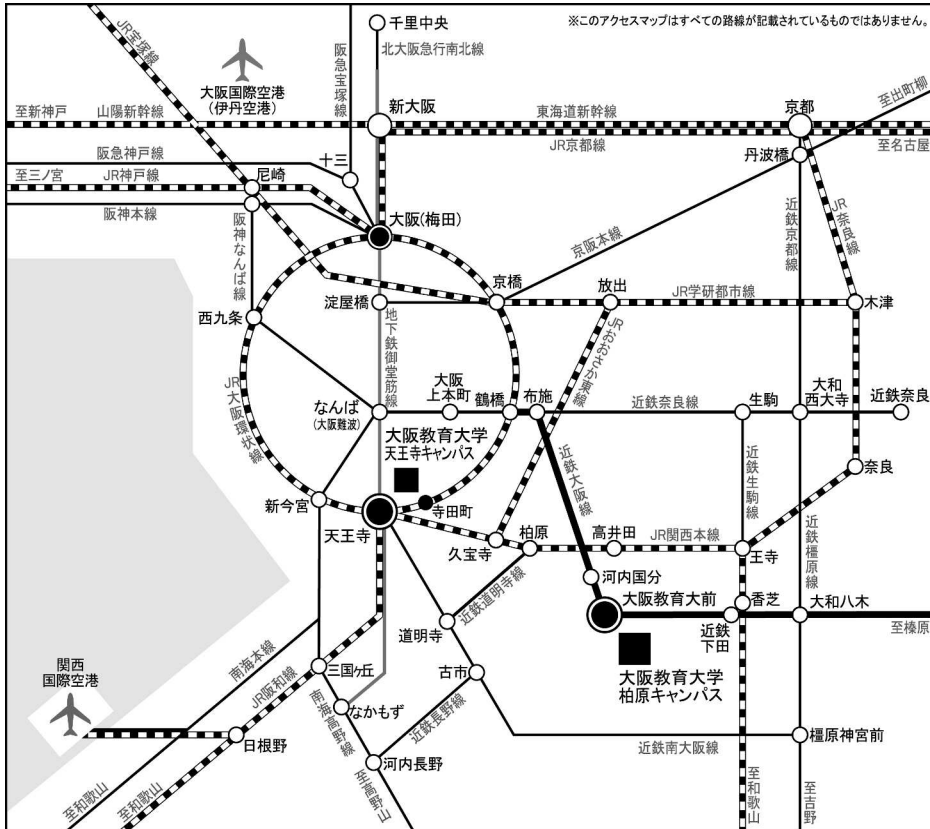 ※このアクセスマップはすべての路線が記載されているものではありません。
千里中央
北大阪急行南北線
JR宝塚線
阪急宝塚線
大阪国際空港
(伊丹空港)
至新神戸
山陽新幹線
新大阪
東海道新幹線
京都
至出町柳
JR京都線
至名古屋
阪急神戸線
十三
丹波橋
至三ノ宮
JR神戸線
尼崎
阪神本線
大阪(梅田)
阪神なんば線
京阪本線
近鉄京都線
JR奈良線
京橋
放出
JR学研都市線
木津
淀屋橋
西九条
地下鉄御堂筋線
JRおおさか東線
JR大阪環状線
なんば
(大阪難波)
大阪
上本町
鶴橋
布施
近鉄奈良線
生駒
大和
西大寺
近鉄奈良
大阪教育大学
天王寺キャンパス
近鉄大阪線
近鉄生駒線
奈良
新今宮
天王寺
寺田町
久宝寺
柏原
高井田
JR関西本線
王寺
近鉄橿原線
河内国分
近鉄道明寺線
道明寺
大阪教育大前
香芝
大和八木
近鉄
下田
至榛原
大阪教育大学
柏原キャンパス
関西
国際空港
南海本線
JR阪和線
三国ヶ丘
古市
なかもず
南海高野線
近鉄長野線
日根野
河内長野
近鉄南大阪線
橿原神宮前
至和歌山
至和歌山
至高野山
至和歌山
至吉野